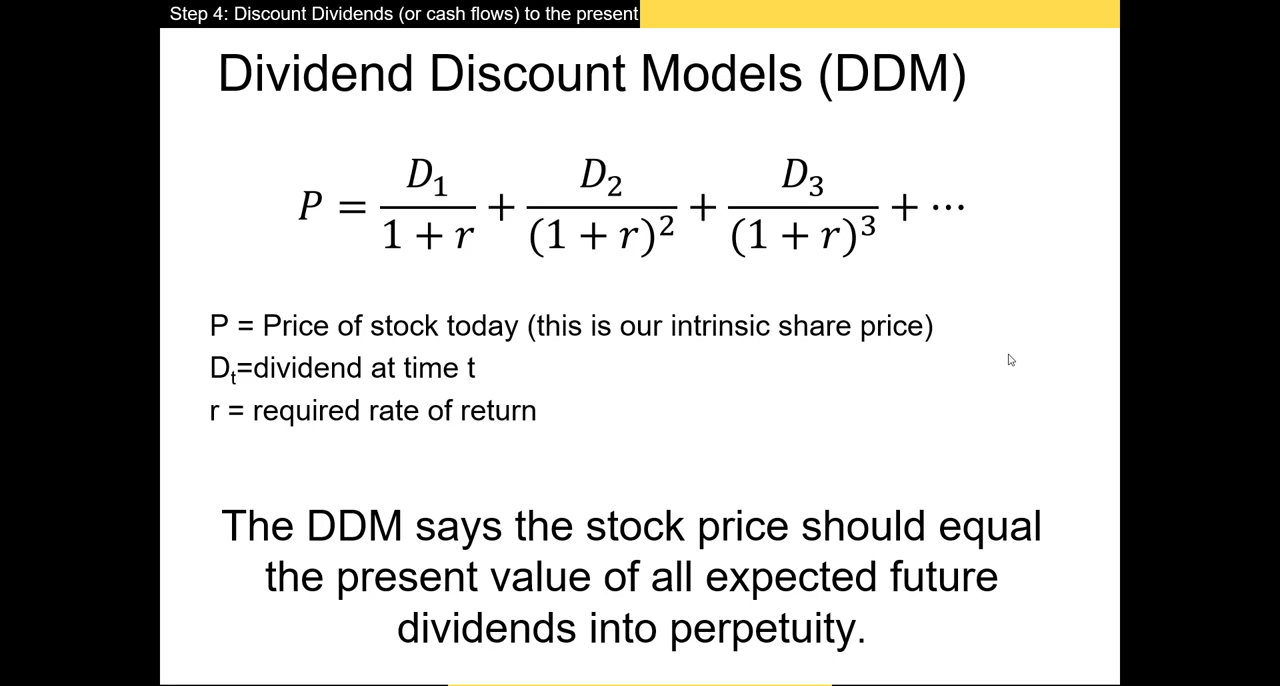 Step 4: Discount Dividends (or cash flows) to the present
Dividend Discount Models (DDM)
P = D₁/(1 + r) + D₂/(1 + r)² + D₃/(1 + r)³ + ⋯
P = Price of stock today (this is our intrinsic share price)
Dₜ=dividend at time t
r = required rate of return
The DDM says the stock price should equal
the present value of all expected future
dividends into perpetuity.